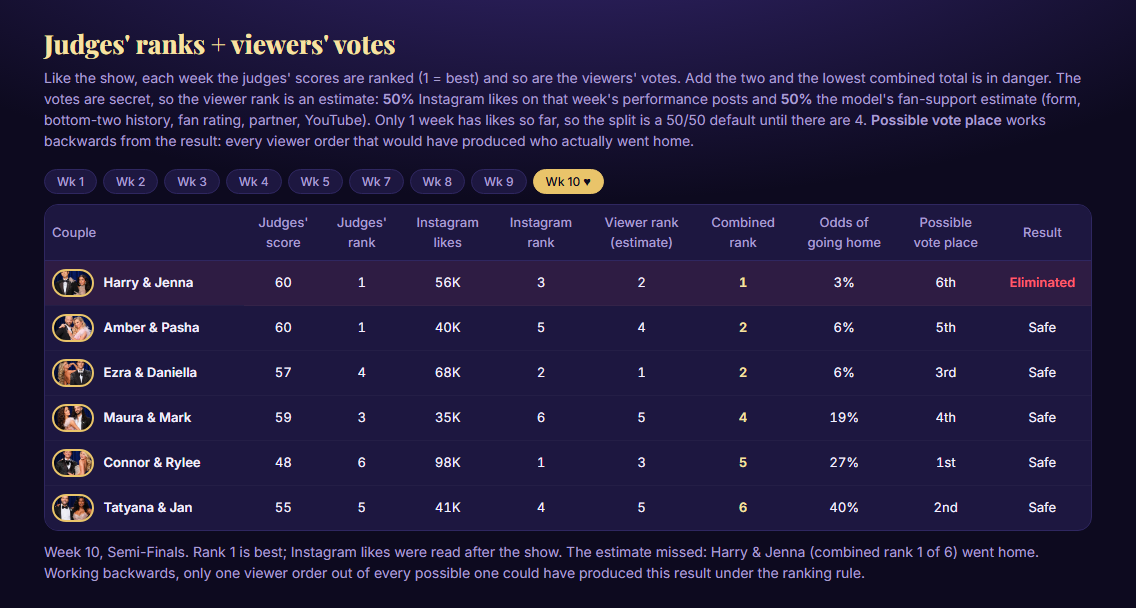 Judges' ranks + viewers' votes
Like the show, each week the judges' scores are ranked (1 = best) and so are the viewers' votes. Add the two and the lowest combined total is in danger. The
votes are secret, so the viewer rank is an estimate: 50% Instagram likes on that week's performance posts and 50% the model's fan-support estimate (form,
bottom-two history, fan rating, partner, YouTube). Only 1 week has likes so far, so the split is a 50/50 default until there are 4. Possible vote place works
backwards from the result: every viewer order that would have produced who actually went home.
Wk 1 Wk 2 Wk 3 Wk 4 Wk 5 Wk 7 Wk 8 Wk 9 Wk 10 ♥
Couple Judges' score Judges' rank Instagram likes Instagram rank Viewer rank (estimate) Combined rank Odds of going home Possible vote place Result
Harry & Jenna 60 1 56K 3 2 1 3% 6th Eliminated
Amber & Pasha 60 1 40K 5 4 2 6% 5th Safe
Ezra & Daniella 57 4 68K 2 1 2 6% 3rd Safe
Maura & Mark 59 3 35K 6 5 4 19% 4th Safe
Connor & Rylee 48 6 98K 1 3 5 27% 1st Safe
Tatyana & Jan 55 5 41K 4 5 6 40% 2nd Safe
Week 10, Semi-Finals. Rank 1 is best; Instagram likes were read after the show. The estimate missed: Harry & Jenna (combined rank 1 of 6) went home.
Working backwards, only one viewer order out of every possible one could have produced this result under the ranking rule.